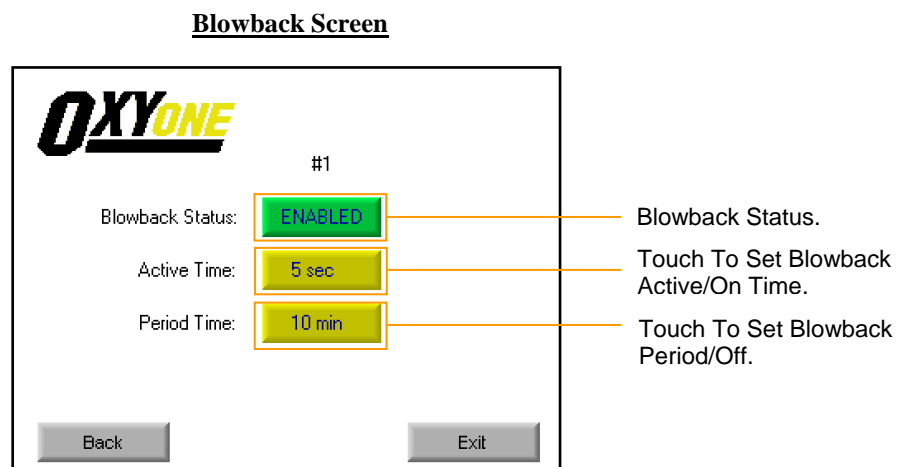 Blowback Screen
OXYONE
#1
Blowback Status: ENABLED
Blowback Status.
Active Time: 5 sec
Touch To Set Blowback
Active/On Time.
Period Time: 10 min
Touch To Set Blowback
Period/Off.
Back Exit